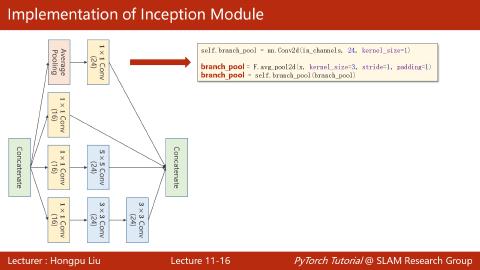 Implementation of Inception Module
Average
Pooling
1×1 Conv
(24)
self.branch_pool = nn.Conv2d(in_channels, 24, kernel_size=1)
branch_pool = F.avg_pool2d(x, kernel_size=3, stride=1, padding=1)
branch_pool = self.branch_pool(branch_pool)
1×1 Conv
(16)
Concatenate
1×1 Conv
(16)
5×5 Conv
(24)
Concatenate
1×1 Conv
(16)
3×3 Conv
(24)
3×3 Conv
(24)
Lecturer : Hongpu Liu
Lecture 11-16
PyTorch Tutorial @ SLAM Research Group